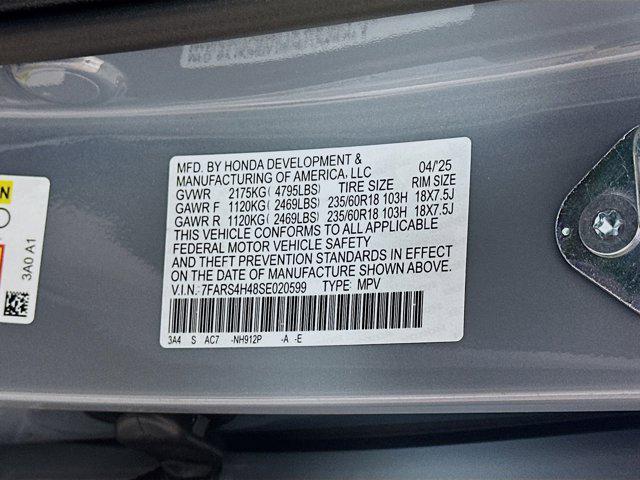 MFD. BY HONDA DEVELOPMENT &
MANUFACTURING OF AMERICA, LLC 04/'25
GVWR 2175KG( 4795LBS) TIRE SIZE RIM SIZE
GAWR F 1120KG( 2469LBS) 235/60R18 103H 18X7.5J
GAWR R 1120KG( 2469LBS) 235/60R18 103H 18X7.5J
THIS VEHICLE CONFORMS TO ALL APPLICABLE
FEDERAL MOTOR VEHICLE SAFETY
AND THEFT PREVENTION STANDARDS IN EFFECT
ON THE DATE OF MANUFACTURE SHOWN ABOVE.
V.I.N.: 7FARS4H48SE020599 TYPE: MPV
3A4 S AC7 -NH912P -A -E
3A0 A1